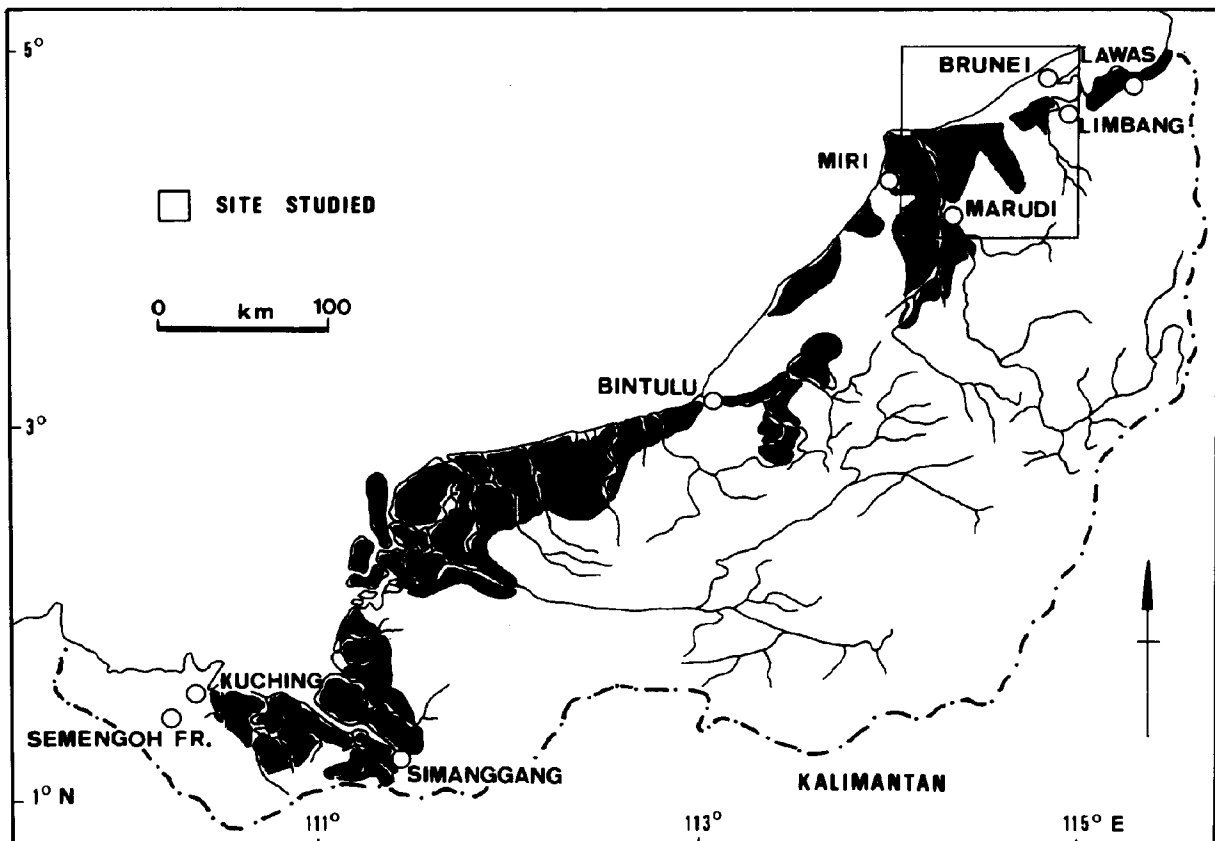 5°
BRUNEI
LAWAS
LIMBANG
MIRI
SITE STUDIED
MARUDI
0 km 100
BINTULU
3°
KUCHING
SEMENGOH FR.
SIMANGGANG
KALIMANTAN
1° N
111° 113° 115° E